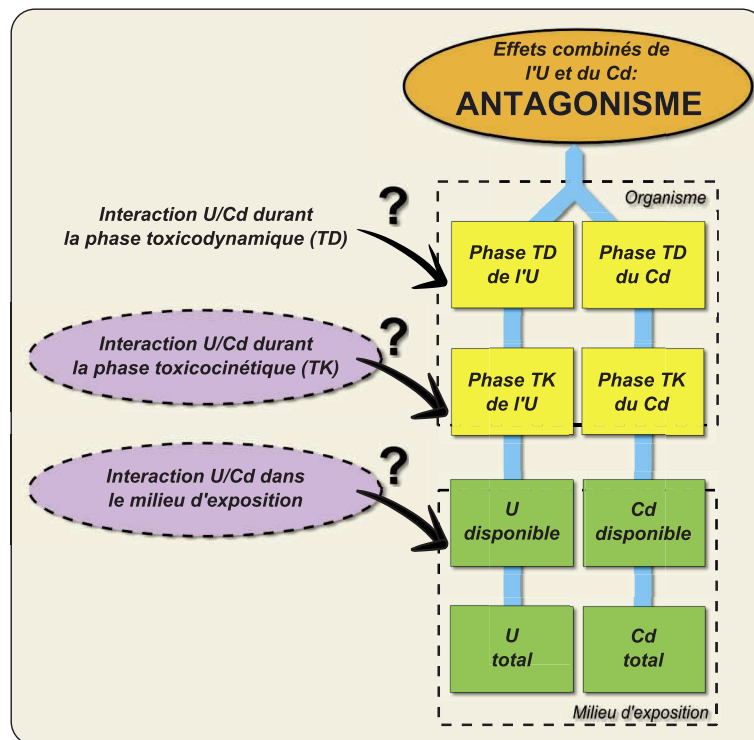 Effets combinés de
l'U et du Cd:
ANTAGONISME
Organisme
?
Interaction U/Cd durant
la phase toxicodynamique (TD)
Phase TD
de l'U
Phase TD
du Cd
?
Interaction U/Cd durant
la phase toxicocinétique (TK)
Phase TK
de l'U
Phase TK
du Cd
?
Interaction U/Cd dans
le milieu d'exposition
U
disponible
Cd
disponible
U
total
Cd
total
Milieu d'exposition